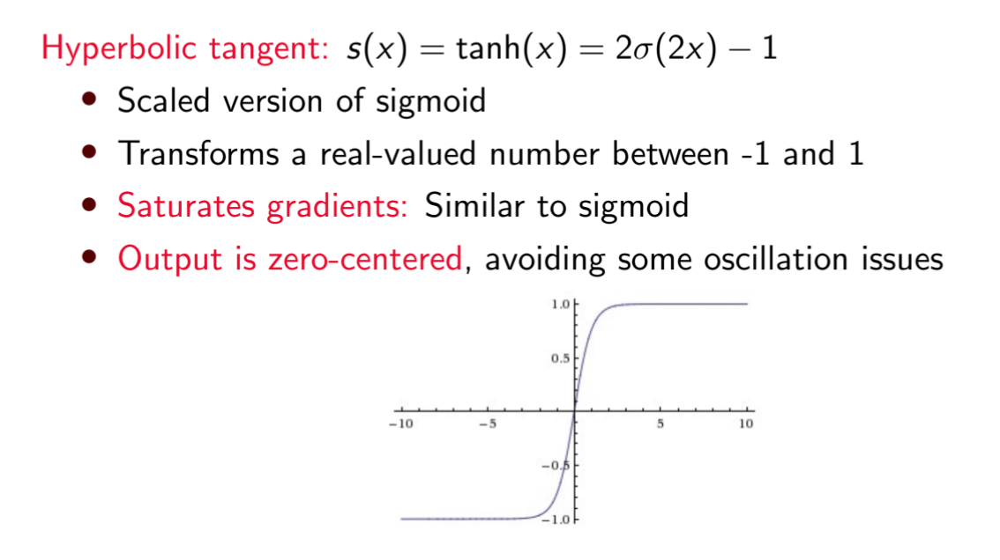 Hyperbolic tangent: s(x) = tanh(x) = 2σ(2x) − 1
• Scaled version of sigmoid
• Transforms a real-valued number between -1 and 1
• Saturates gradients: Similar to sigmoid
• Output is zero-centered, avoiding some oscillation issues
1.0
0.5
−10 −5 5 10
−0.5
−1.0